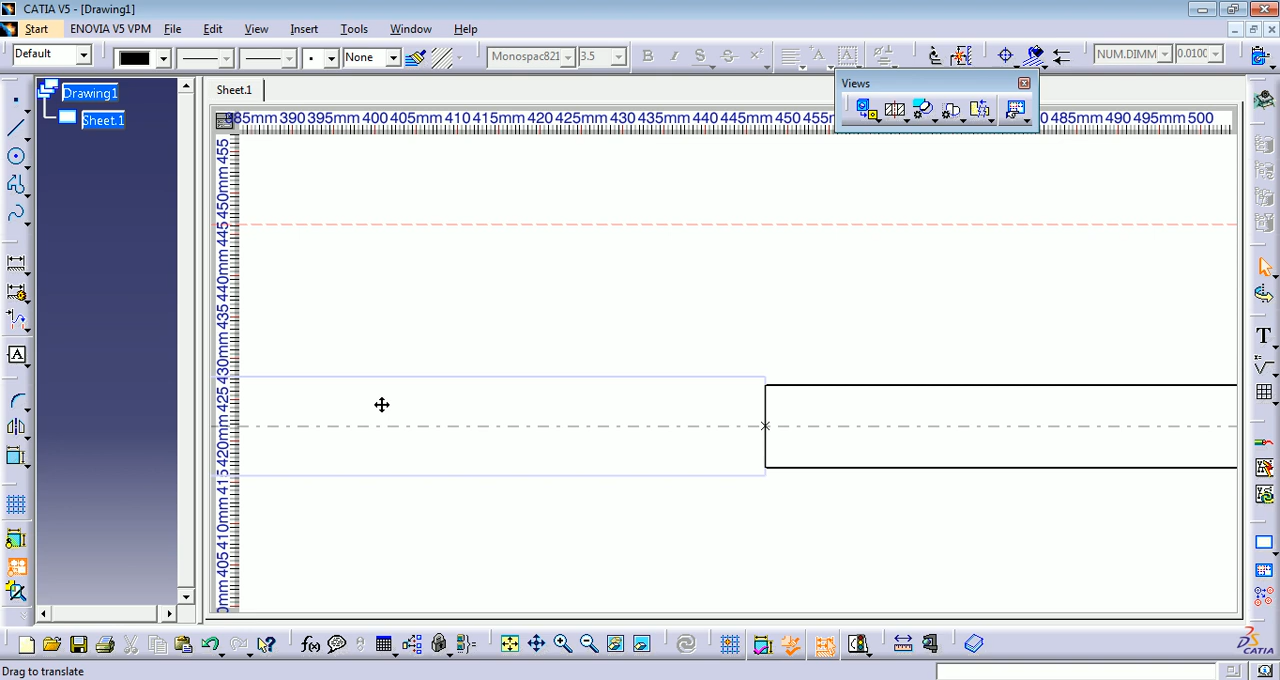 CATIA V5 - [Drawing1]
Start ENOVIA V5 VPM File Edit View Insert Tools Window Help
Default None Monospac821 3.5 B I S S NUM.DIMM 0.0100
Views
Drawing1
Sheet.1
Sheet.1
385mm 390 395mm 400 405mm 410 415mm 420 425mm 430 435mm 440 445mm 450 455m 485mm 490 495mm 500
455
450mm
445
440mm
435
430mm
425
420mm
415
410mm
405
0mm
A
T
f(x)
CATIA
Drag to translate